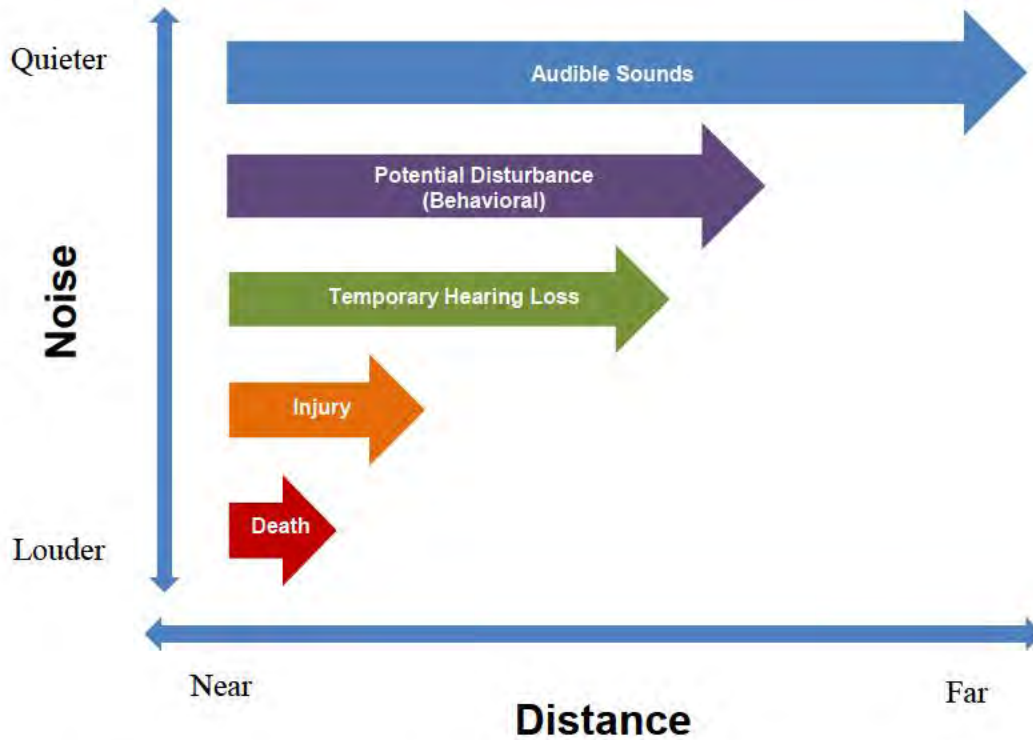 Quieter
Audible Sounds
Potential Disturbance
(Behavioral)
Noise
Temporary Hearing Loss
Injury
Death
Louder
Near
Far
Distance